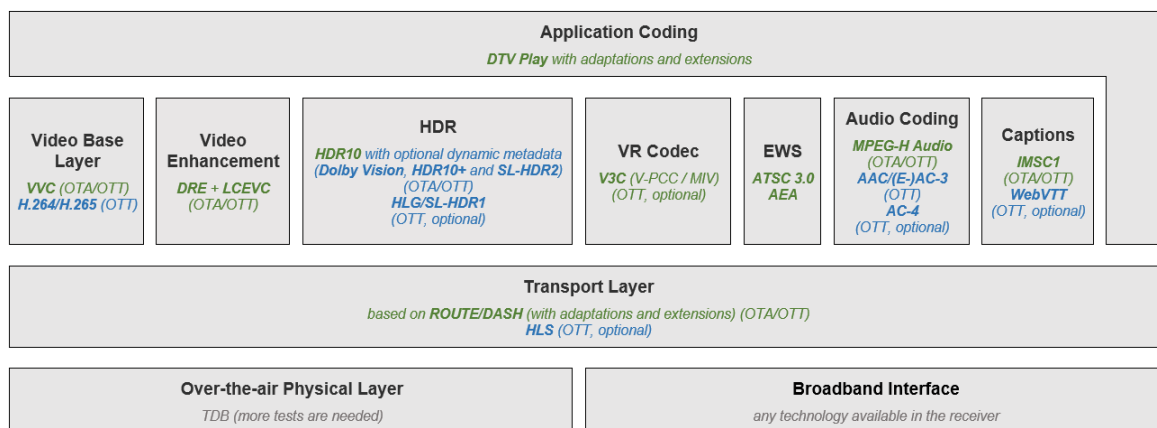 Application Coding
DTV Play with adaptations and extensions
Video Base
Layer
VVC (OTA/OTT)
H.264/H.265 (OTT)
Video
Enhancement
DRE + LCEVC
(OTA/OTT)
HDR
HDR10 with optional dynamic metadata
(Dolby Vision, HDR10+ and SL-HDR2)
(OTA/OTT)
HLG/SL-HDR1
(OTT, optional)
VR Codec
V3C (V-PCC / MIV)
(OTT, optional)
EWS
ATSC 3.0
AEA
Audio Coding
MPEG-H Audio
(OTA/OTT)
AAC/(E-)AC-3
(OTT)
AC-4
(OTT, optional)
Captions
IMSC1
(OTA/OTT)
WebVTT
(OTT, optional)
Transport Layer
based on ROUTE/DASH (with adaptations and extensions) (OTA/OTT)
HLS (OTT, optional)
Over-the-air Physical Layer
TDB (more tests are needed)
Broadband Interface
any technology available in the receiver